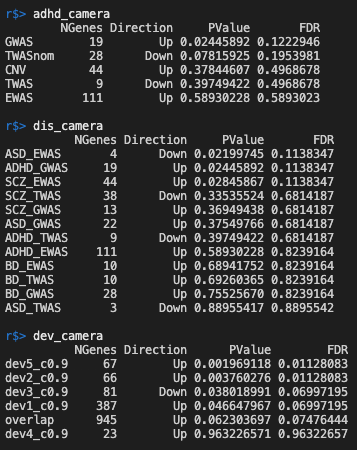 r$> adhd_camera
NGenes Direction PValue FDR
GWAS 19 Up 0.02445892 0.1222946
TWASnom 28 Down 0.07815925 0.1953981
CNV 44 Up 0.37844607 0.4968678
TWAS 9 Down 0.39749422 0.4968678
EWAS 111 Up 0.58930228 0.5893023
r$> dis_camera
NGenes Direction PValue FDR
ASD_EWAS 4 Down 0.02199745 0.1138347
ADHD_GWAS 19 Up 0.02445892 0.1138347
SCZ_EWAS 44 Up 0.02845867 0.1138347
SCZ_TWAS 38 Down 0.33535524 0.6814187
SCZ_GWAS 13 Up 0.36949438 0.6814187
ASD_GWAS 22 Up 0.37549766 0.6814187
ADHD_TWAS 9 Down 0.39749422 0.6814187
ADHD_EWAS 111 Up 0.58930228 0.8239164
BD_EWAS 10 Up 0.68941752 0.8239164
BD_TWAS 10 Up 0.69260365 0.8239164
BD_GWAS 28 Up 0.75525670 0.8239164
ASD_TWAS 3 Down 0.88955417 0.8895542
r$> dev_camera
NGenes Direction PValue FDR
dev5_c0.9 67 Up 0.001969118 0.01128083
dev2_c0.9 66 Up 0.003760276 0.01128083
dev3_c0.9 81 Down 0.038018991 0.06997195
dev1_c0.9 387 Up 0.046647967 0.06997195
overlap 945 Up 0.062303697 0.07476444
dev4_c0.9 23 Up 0.963226571 0.96322657